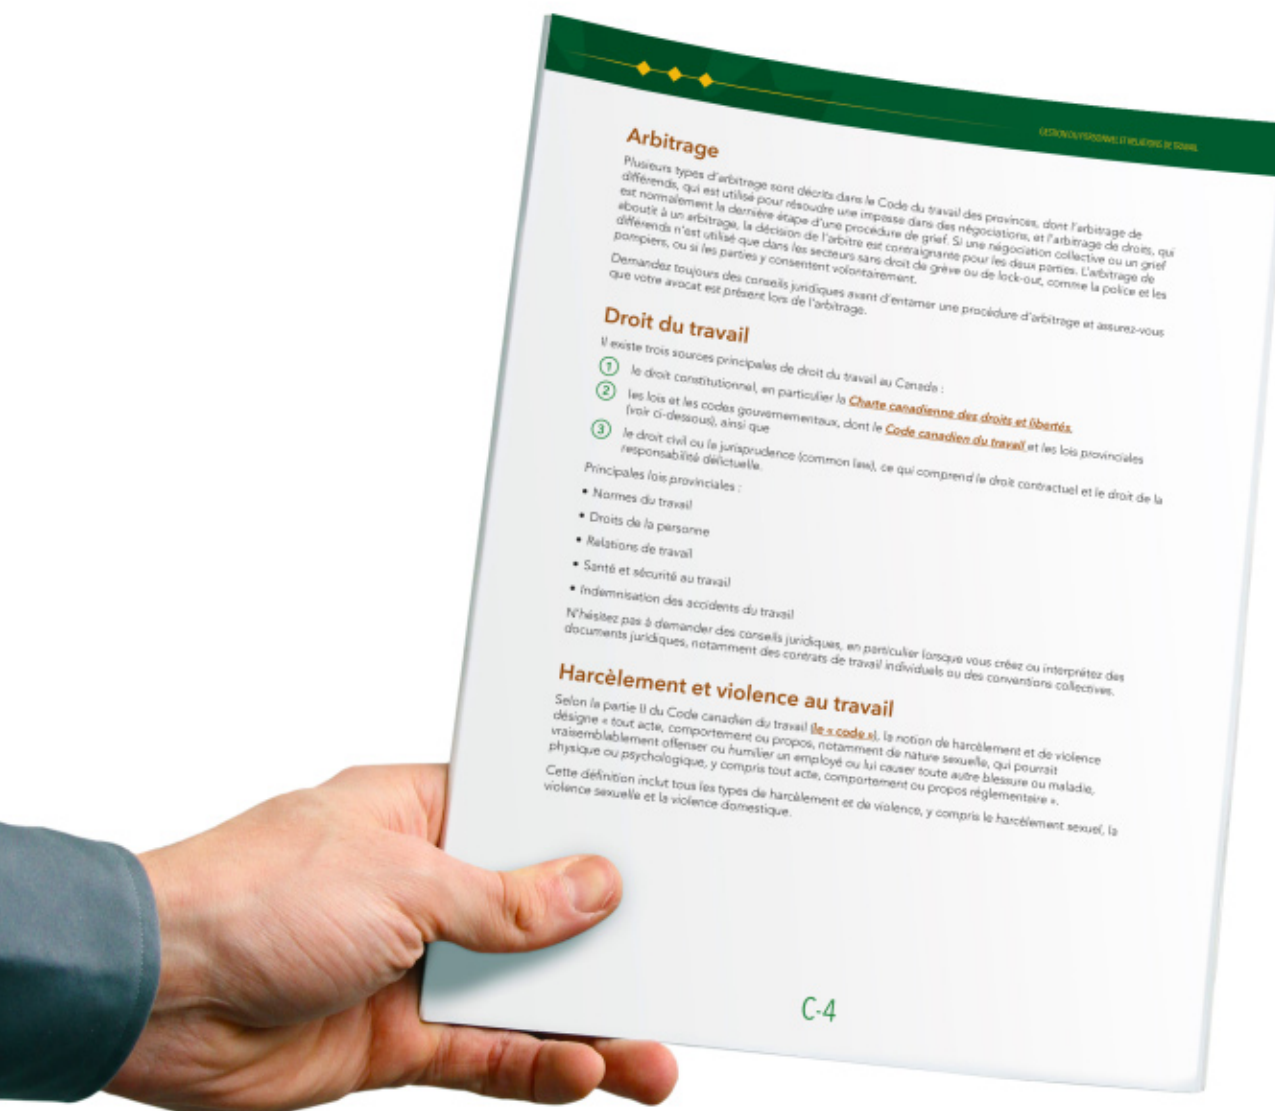 GESTION DU PERSONNEL ET RELATIONS DE TRAVAIL
Arbitrage
Plusieurs types d'arbitrage sont décrits dans le Code du travail des provinces, dont l'arbitrage de
différends, qui est utilisé pour résoudre une impasse dans des négociations, et l'arbitrage de droits, qui
est normalement la dernière étape d'une procédure de grief. Si une négociation collective ou un grief
aboutit à un arbitrage, la décision de l'arbitre est contraignante pour les deux parties. L'arbitrage de
différends n'est utilisé que dans les secteurs sans droit de grève ou de lock-out, comme la police et les
pompiers, ou si les parties y consentent volontairement.
Demandez toujours des conseils juridiques avant d'entamer une procédure d'arbitrage et assurez-vous
que votre avocat est présent lors de l'arbitrage.
Droit du travail
Il existe trois sources principales de droit du travail au Canada :
1 le droit constitutionnel, en particulier la Charte canadienne des droits et libertés,
2 les lois et les codes gouvernementaux, dont le Code canadien du travail et les lois provinciales
(voir ci-dessous), ainsi que
3 le droit civil ou la jurisprudence (common law), ce qui comprend le droit contractuel et le droit de la
responsabilité délictuelle.
Principales lois provinciales :
• Normes du travail
• Droits de la personne
• Relations de travail
• Santé et sécurité au travail
• Indemnisation des accidents du travail
N'hésitez pas à demander des conseils juridiques, en particulier lorsque vous créez ou interprétez des
documents juridiques, notamment des contrats de travail individuels ou des conventions collectives.
Harcèlement et violence au travail
Selon la partie II du Code canadien du travail (le « code »), la notion de harcèlement et de violence
désigne « tout acte, comportement ou propos, notamment de nature sexuelle, qui pourrait
vraisemblablement offenser ou humilier un employé ou lui causer toute autre blessure ou maladie,
physique ou psychologique, y compris tout acte, comportement ou propos réglementaire ».
Cette définition inclut tous les types de harcèlement et de violence, y compris le harcèlement sexuel, la
violence sexuelle et la violence domestique.
C-4